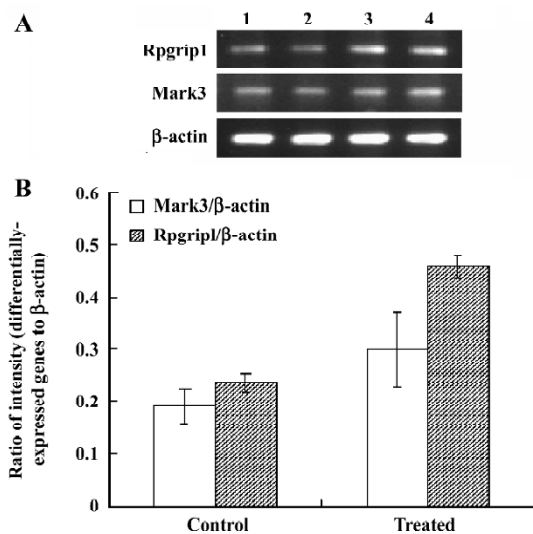 A
1 2 3 4
Rpgrip1
Mark3
β-actin
B
0.6
0.5
0.4
0.3
0.2
0.1
0
Ratio of intensity (differentially-
expressed genes to β-actin)
Mark3/β-actin
Rpgripl/β-actin
Control Treated